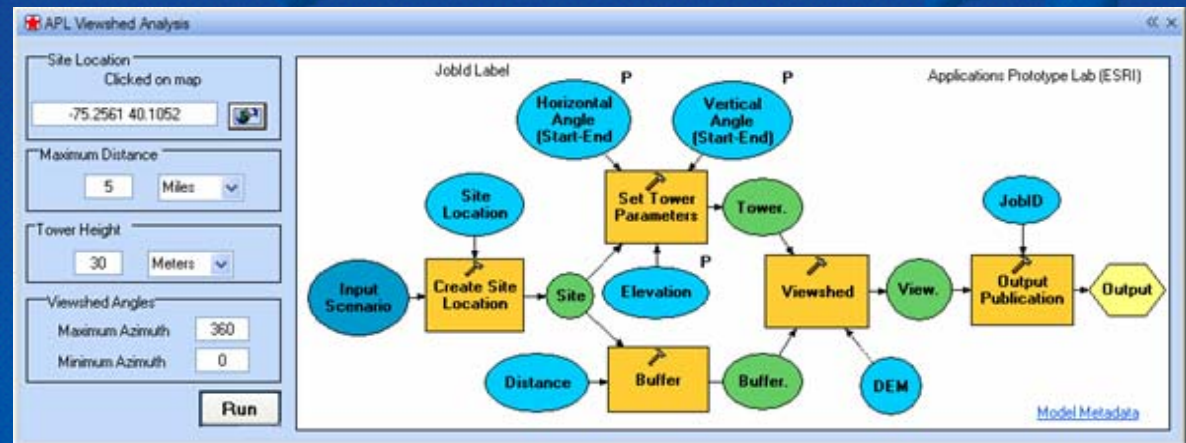 APL Viewshed Analysis
Site Location
Clicked on map
-75.2561 40.1052
Maximum Distance
5 Miles
Tower Height
30 Meters
Viewshed Angles
Maximum Azimuth 360
Minimum Azimuth 0
Run
JobId Label
Applications Prototype Lab (ESRI)
P
P
Horizontal
Angle
(Start-End
Vertical
Angle
(Start-End)
Site
Location
Set Tower
Parameters
Tower.
JobID
Input
Scenario
Create Site
Location
Site
P
Elevation
Viewshed
View.
Output
Publication
Output
Distance
Buffer
Buffer.
DEM
Model Metadata